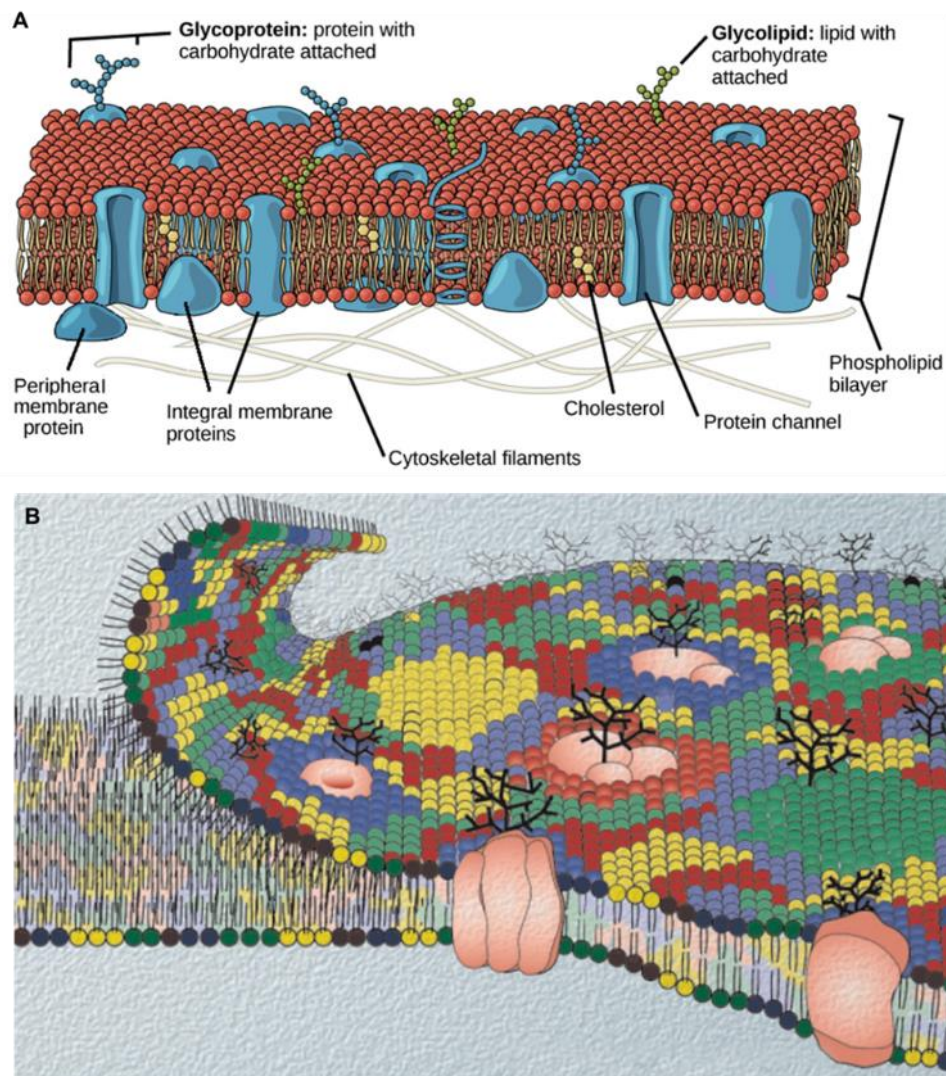 A
Glycoprotein: protein with
carbohydrate attached
Glycolipid: lipid with
carbohydrate
attached
Peripheral
membrane
protein
Integral membrane
proteins
Cytoskeletal filaments
Cholesterol
Protein channel
Phospholipid
bilayer
B